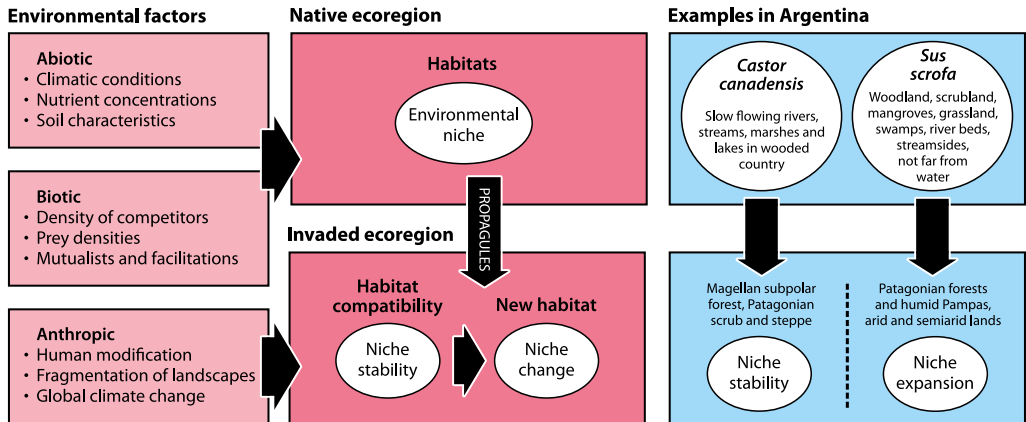 Environmental factors
Abiotic
• Climatic conditions
• Nutrient concentrations
• Soil characteristics
Biotic
• Density of competitors
• Prey densities
• Mutualists and facilitations
Anthropic
• Human modification
• Fragmentation of landscapes
• Global climate change
Native ecoregion
Habitats
Environmental
niche
PROPAGULES
Invaded ecoregion
Habitat
compatibility
Niche
stability
New habitat
Niche
change
Examples in Argentina
Castor
canadensis
Slow flowing rivers,
streams, marshes and
lakes in wooded
country
Sus
scrofa
Woodland, scrubland,
mangroves, grassland,
swamps, river beds,
streamsides,
not far from
water
Magellan subpolar
forest, Patagonian
scrub and steppe
Niche
stability
Patagonian forests
and humid Pampas,
arid and semiarid lands
Niche
expansion